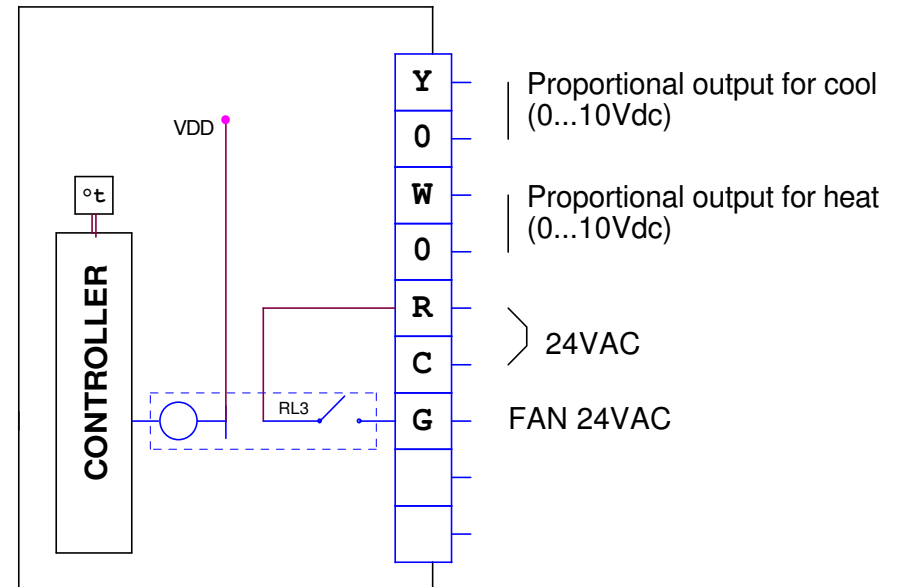 Y
Proportional output for cool
(0...10Vdc)
VDD
0
°t
W
Proportional output for heat
(0...10Vdc)
0
CONTROLLER
R
24VAC
C
RL3
G
FAN 24VAC